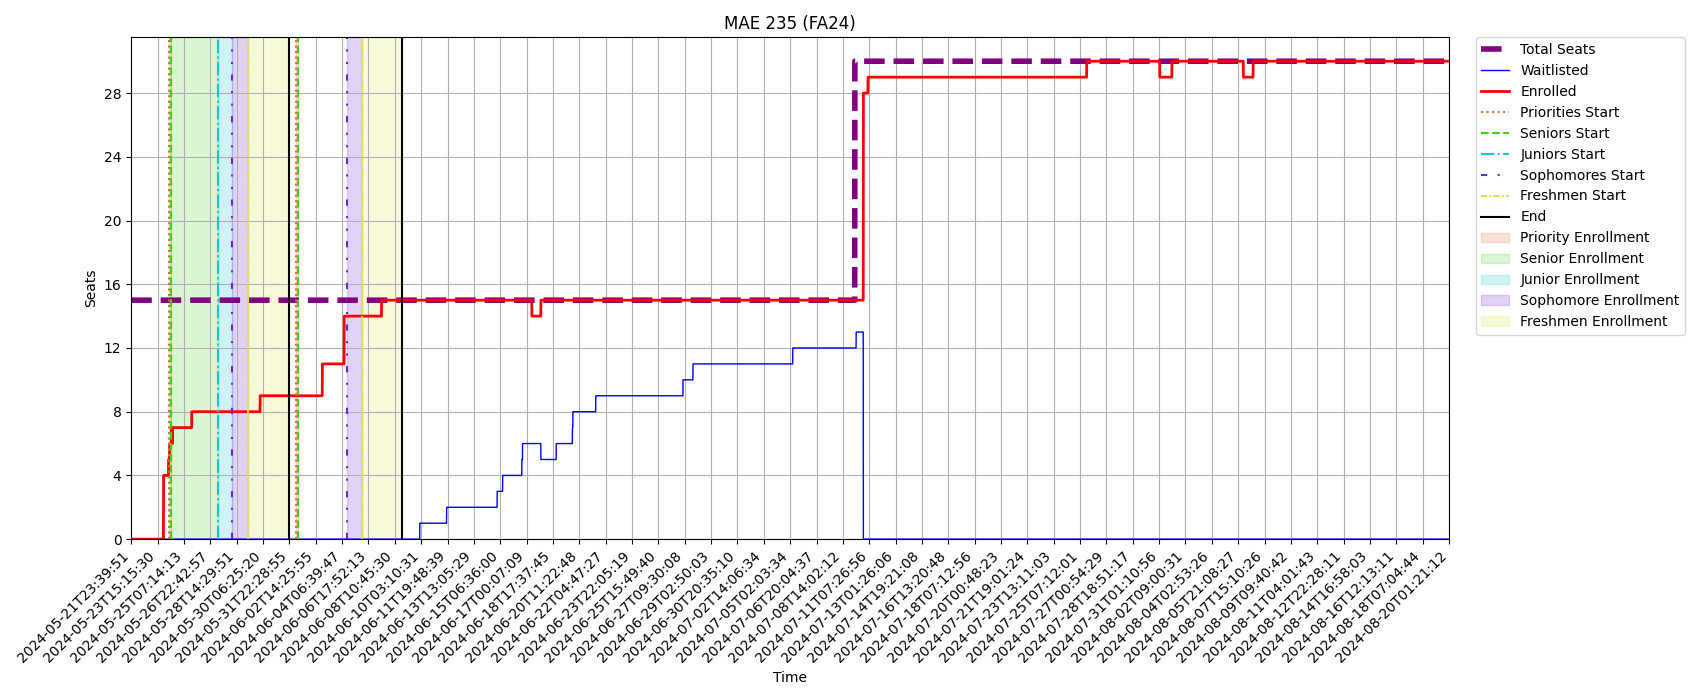 MAE 235 (FA24)
Seats
28
24
20
16
12
8
4
0
2024-05-21T23:39:51
2024-05-23T15:15:30
2024-05-25T07:14:13
2024-05-26T22:42:57
2024-05-28T14:29:51
2024-05-30T06:25:20
2024-05-31T22:28:55
2024-06-02T14:25:55
2024-06-04T06:39:47
2024-06-06T17:52:13
2024-06-08T10:45:30
2024-06-10T03:10:31
2024-06-11T19:48:39
2024-06-13T13:05:29
2024-06-15T06:36:00
2024-06-17T00:07:09
2024-06-18T17:37:45
2024-06-20T11:22:48
2024-06-22T04:47:27
2024-06-23T22:05:19
2024-06-25T15:49:40
2024-06-27T09:30:08
2024-06-29T02:50:03
2024-06-30T20:35:10
2024-07-02T14:06:34
2024-07-05T02:03:34
2024-07-06T20:04:37
2024-07-08T14:02:12
2024-07-11T07:26:56
2024-07-13T01:26:06
2024-07-14T19:21:08
2024-07-16T13:20:48
2024-07-18T07:12:56
2024-07-20T00:48:23
2024-07-21T19:01:24
2024-07-23T13:11:03
2024-07-25T07:12:01
2024-07-27T00:54:29
2024-07-28T18:51:17
2024-07-31T01:10:56
2024-08-02T09:00:31
2024-08-04T02:53:26
2024-08-05T21:08:27
2024-08-07T15:10:26
2024-08-09T09:40:42
2024-08-11T04:01:43
2024-08-12T22:28:11
2024-08-14T16:58:03
2024-08-16T12:13:11
2024-08-18T07:04:44
2024-08-20T01:21:12
Time
Total Seats
Waitlisted
Enrolled
Priorities Start
Seniors Start
Juniors Start
Sophomores Start
Freshmen Start
End
Priority Enrollment
Senior Enrollment
Junior Enrollment
Sophomore Enrollment
Freshmen Enrollment